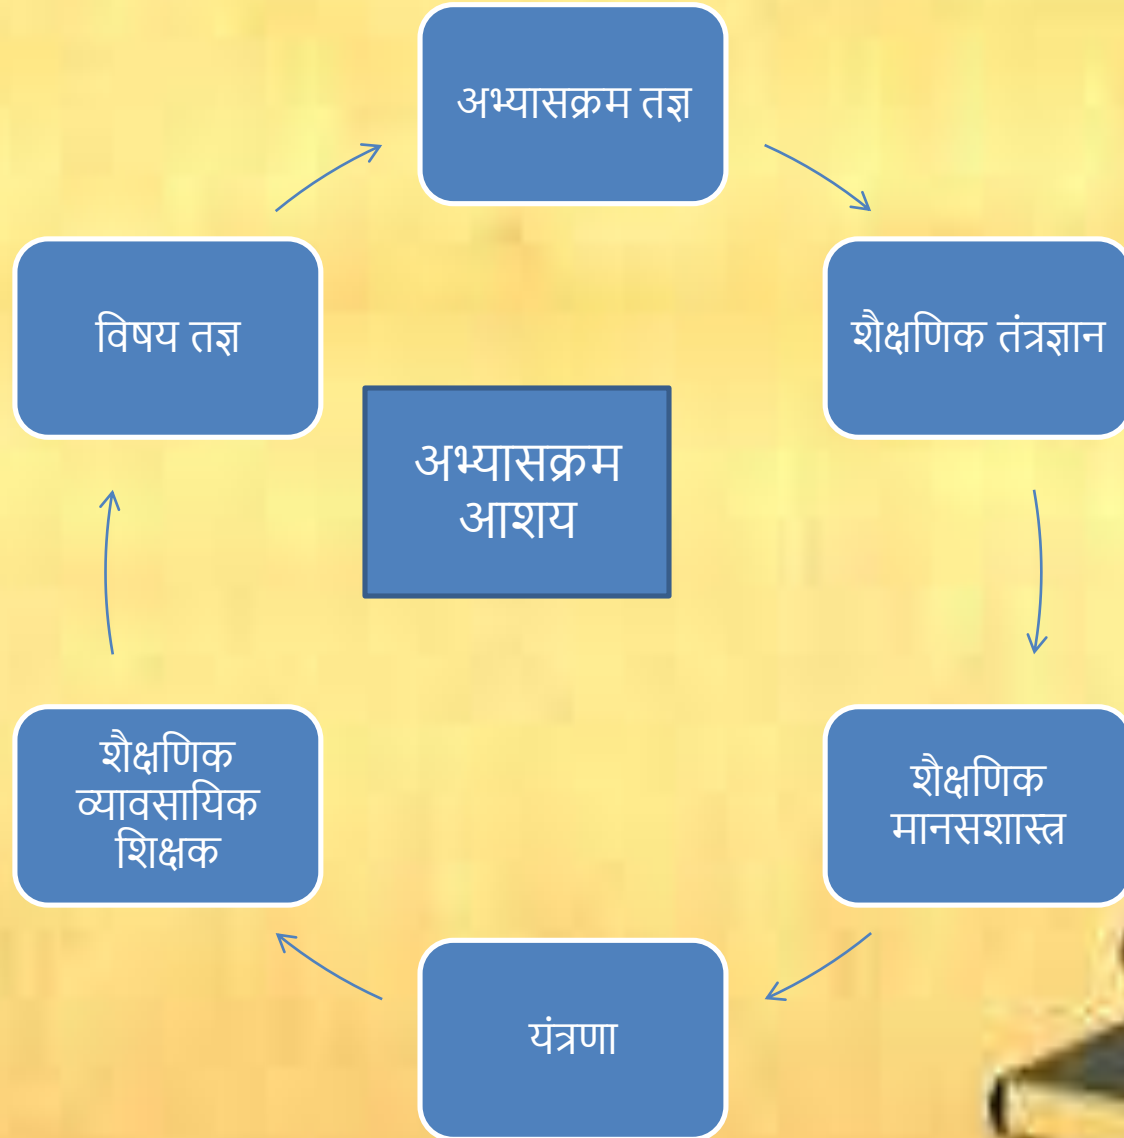 अभ्यासक्रम तज्ञ
शैक्षणिक तंत्रज्ञान
शैक्षणिक
मानसशास्त्र
यंत्रणा
शैक्षणिक
व्यावसायिक
शिक्षक
विषय तज्ञ
अभ्यासक्रम
आशय